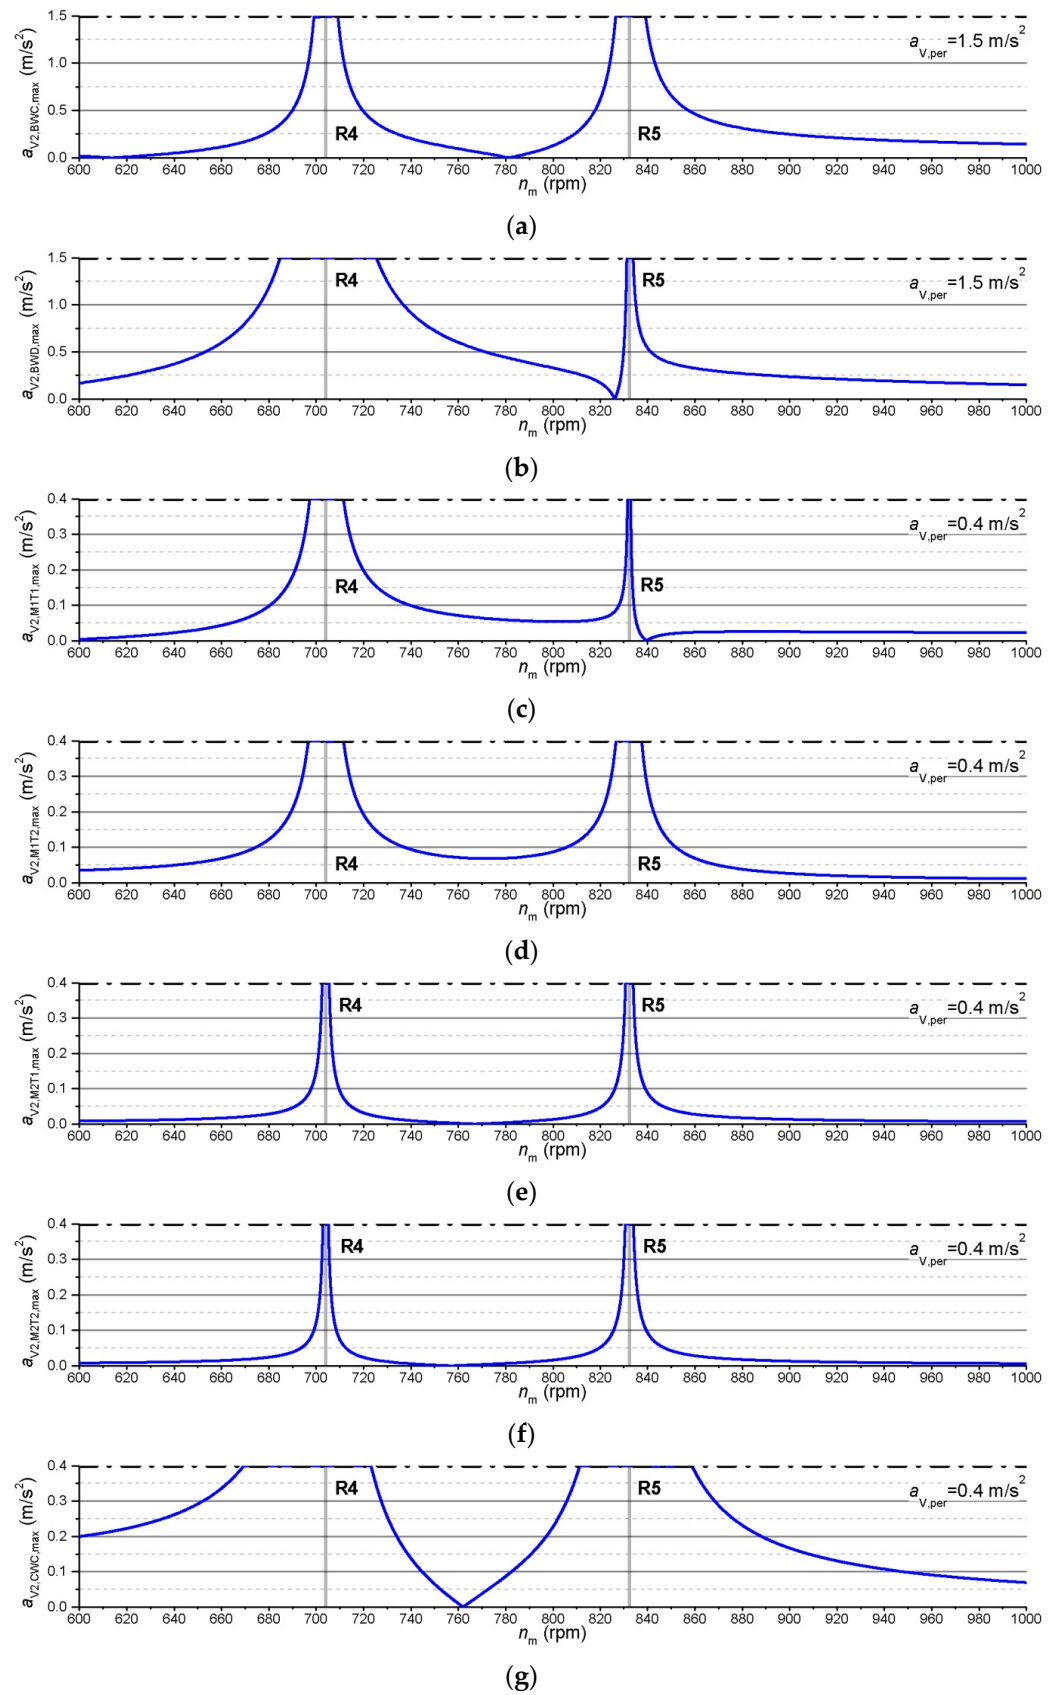 a_V2,BWC,max (m/s²)
1.5
1.0
0.5
0.0
a_V,per=1.5 m/s²
R4
R5
600 620 640 660 680 700 720 740 760 780 800 820 840 860 880 900 920 940 960 980 1000
n_m (rpm)
(a)
a_V2,BWD,max (m/s²)
1.5
1.0
0.5
0.0
R4
R5
a_V,per=1.5 m/s²
600 620 640 660 680 700 720 740 760 780 800 820 840 860 880 900 920 940 960 980 1000
n_m (rpm)
(b)
a_V2,M1T1,max (m/s²)
0.4
0.3
0.2
0.1
0.0
a_V,per=0.4 m/s²
R4
R5
600 620 640 660 680 700 720 740 760 780 800 820 840 860 880 900 920 940 960 980 1000
n_m (rpm)
(c)
a_V2,M1T2,max (m/s²)
0.4
0.3
0.2
0.1
0.0
a_V,per=0.4 m/s²
R4
R5
600 620 640 660 680 700 720 740 760 780 800 820 840 860 880 900 920 940 960 980 1000
n_m (rpm)
(d)
a_V2,M2T1,max (m/s²)
0.4
0.3
0.2
0.1
0.0
R4
R5
a_V,per=0.4 m/s²
600 620 640 660 680 700 720 740 760 780 800 820 840 860 880 900 920 940 960 980 1000
n_m (rpm)
(e)
a_V2,M2T2,max (m/s²)
0.4
0.3
0.2
0.1
0.0
R4
R5
a_V,per=0.4 m/s²
600 620 640 660 680 700 720 740 760 780 800 820 840 860 880 900 920 940 960 980 1000
n_m (rpm)
(f)
a_V2,CWC,max (m/s²)
0.4
0.3
0.2
0.1
0.0
R4
R5
a_V,per=0.4 m/s²
600 620 640 660 680 700 720 740 760 780 800 820 840 860 880 900 920 940 960 980 1000
n_m (rpm)
(g)